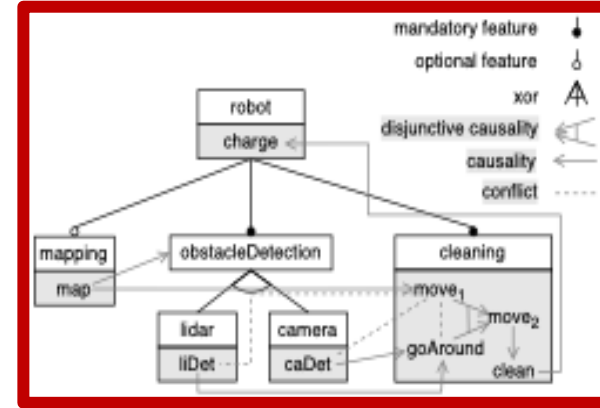 mandatory feature
optional feature
xor
disjunctive causality
causality
conflict
robot
charge
mapping
map
obstacleDetection
cleaning
move₁
move₂
goAround
clean
lidar
liDet
camera
caDet